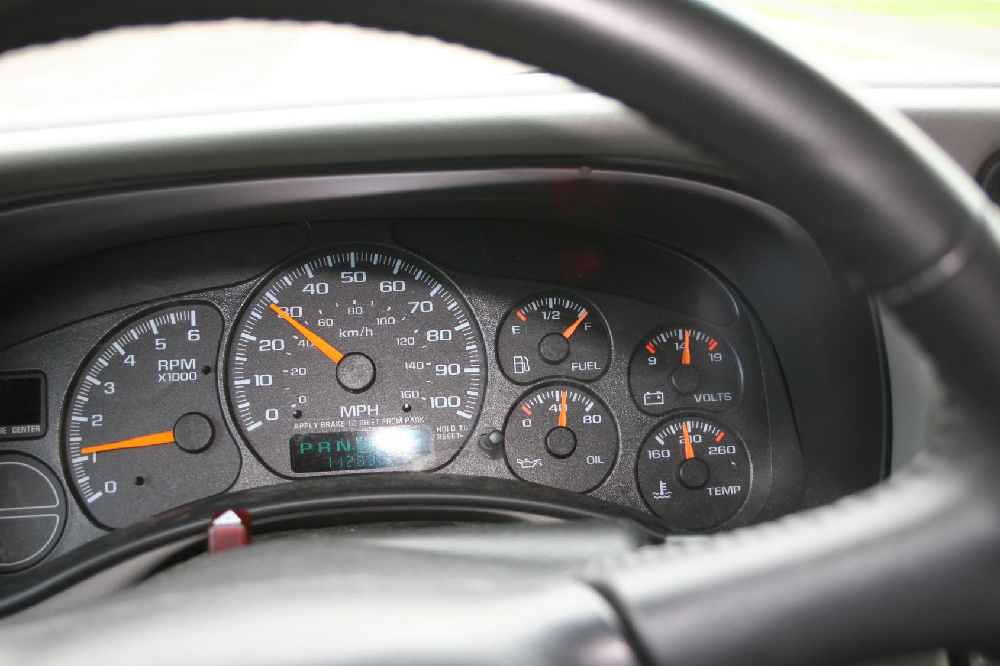 6
5
4
3
2
1
0
RPM
X1000
GE CENTER
50
40
60
30
70
20
80
10
90
0
100
80
60
100
40
120
20
140
0
160
km/h
MPH
APPLY BRAKE TO SHIFT FROM PARK
HOLD TO
RESET
P R N
E
1/2
F
FUEL
0
40
80
OIL
9
14
19
VOLTS
160
210
260
TEMP